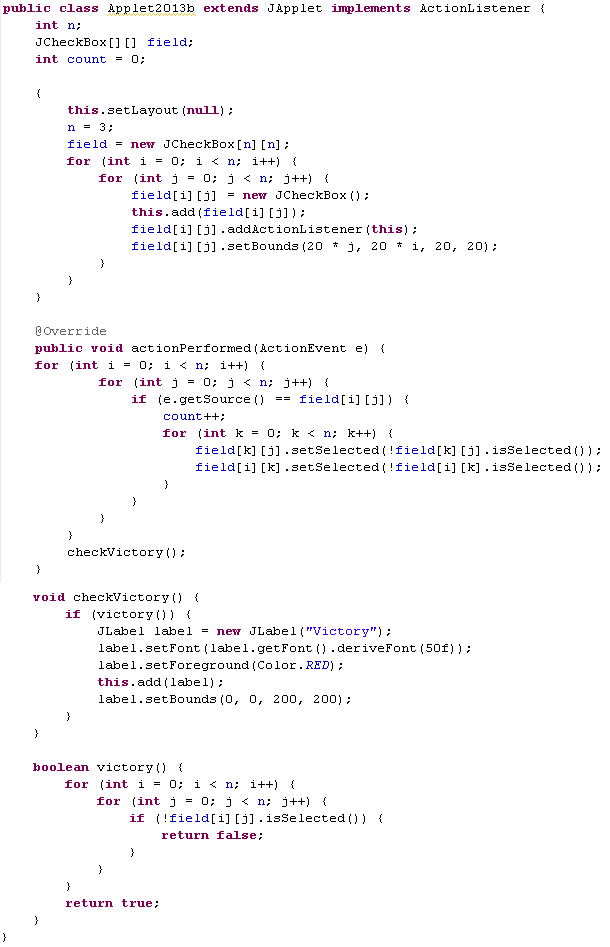 public class Applet2013b extends JApplet implements ActionListener {
    int n;
    JCheckBox[][] field;
    int count = 0;

    {
        this.setLayout(null);
        n = 3;
        field = new JCheckBox[n][n];
        for (int i = 0; i < n; i++) {
            for (int j = 0; j < n; j++) {
                field[i][j] = new JCheckBox();
                this.add(field[i][j]);
                field[i][j].addActionListener(this);
                field[i][j].setBounds(20 * j, 20 * i, 20, 20);
            }
        }
    }

    @Override
    public void actionPerformed(ActionEvent e) {
    for (int i = 0; i < n; i++) {
            for (int j = 0; j < n; j++) {
                if (e.getSource() == field[i][j]) {
                    count++;
                    for (int k = 0; k < n; k++) {
                        field[k][j].setSelected(!field[k][j].isSelected());
                        field[i][k].setSelected(!field[i][k].isSelected());
                    }
                }
            }
        }
        checkVictory();
    }

    void checkVictory() {
        if (victory()) {
            JLabel label = new JLabel("Victory");
            label.setFont(label.getFont().deriveFont(50f));
            label.setForeground(Color.RED);
            this.add(label);
            label.setBounds(0, 0, 200, 200);
        }
    }

    boolean victory() {
        for (int i = 0; i < n; i++) {
            for (int j = 0; j < n; j++) {
                if (!field[i][j].isSelected()) {
                    return false;
                }
            }
        }
        return true;
    }
}